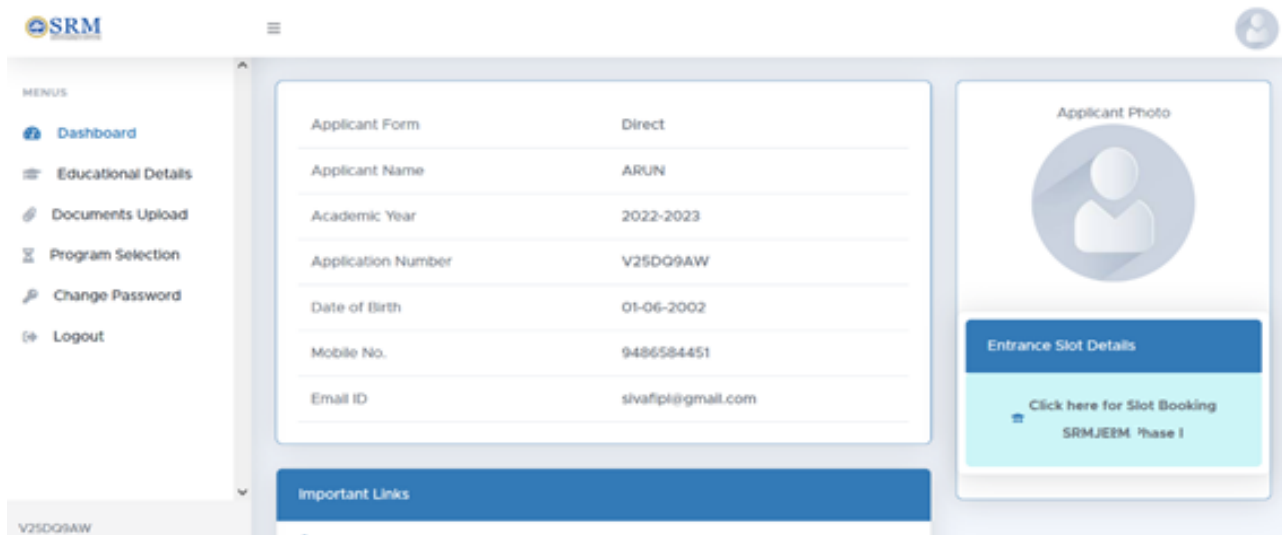 SRM
MENUS
Dashboard
Educational Details
Documents Upload
Program Selection
Change Password
Logout
V25DQ9AW
Applicant Form Direct
Applicant Name ARUN
Academic Year 2022-2023
Application Number V25DQ9AW
Date of Birth 01-06-2002
Mobile No. 9486584451
Email ID sivafipl@gmail.com
Important Links
Applicant Photo
Entrance Slot Details
Click here for Slot Booking
Phase I